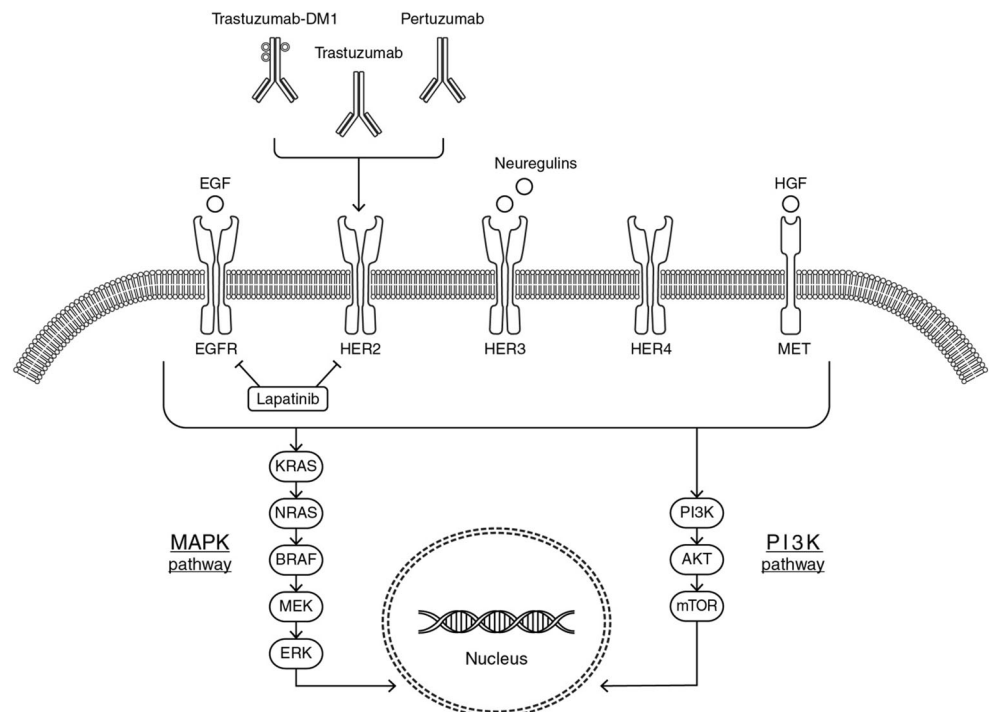 Trastuzumab-DM1
Pertuzumab
Trastuzumab
Neuregulins
EGF
HGF
EGFR
HER2
HER3
HER4
MET
Lapatinib
KRAS
NRAS
PI3K
MAPK
pathway
BRAF
AKT
PI3K
pathway
MEK
mTOR
ERK
Nucleus